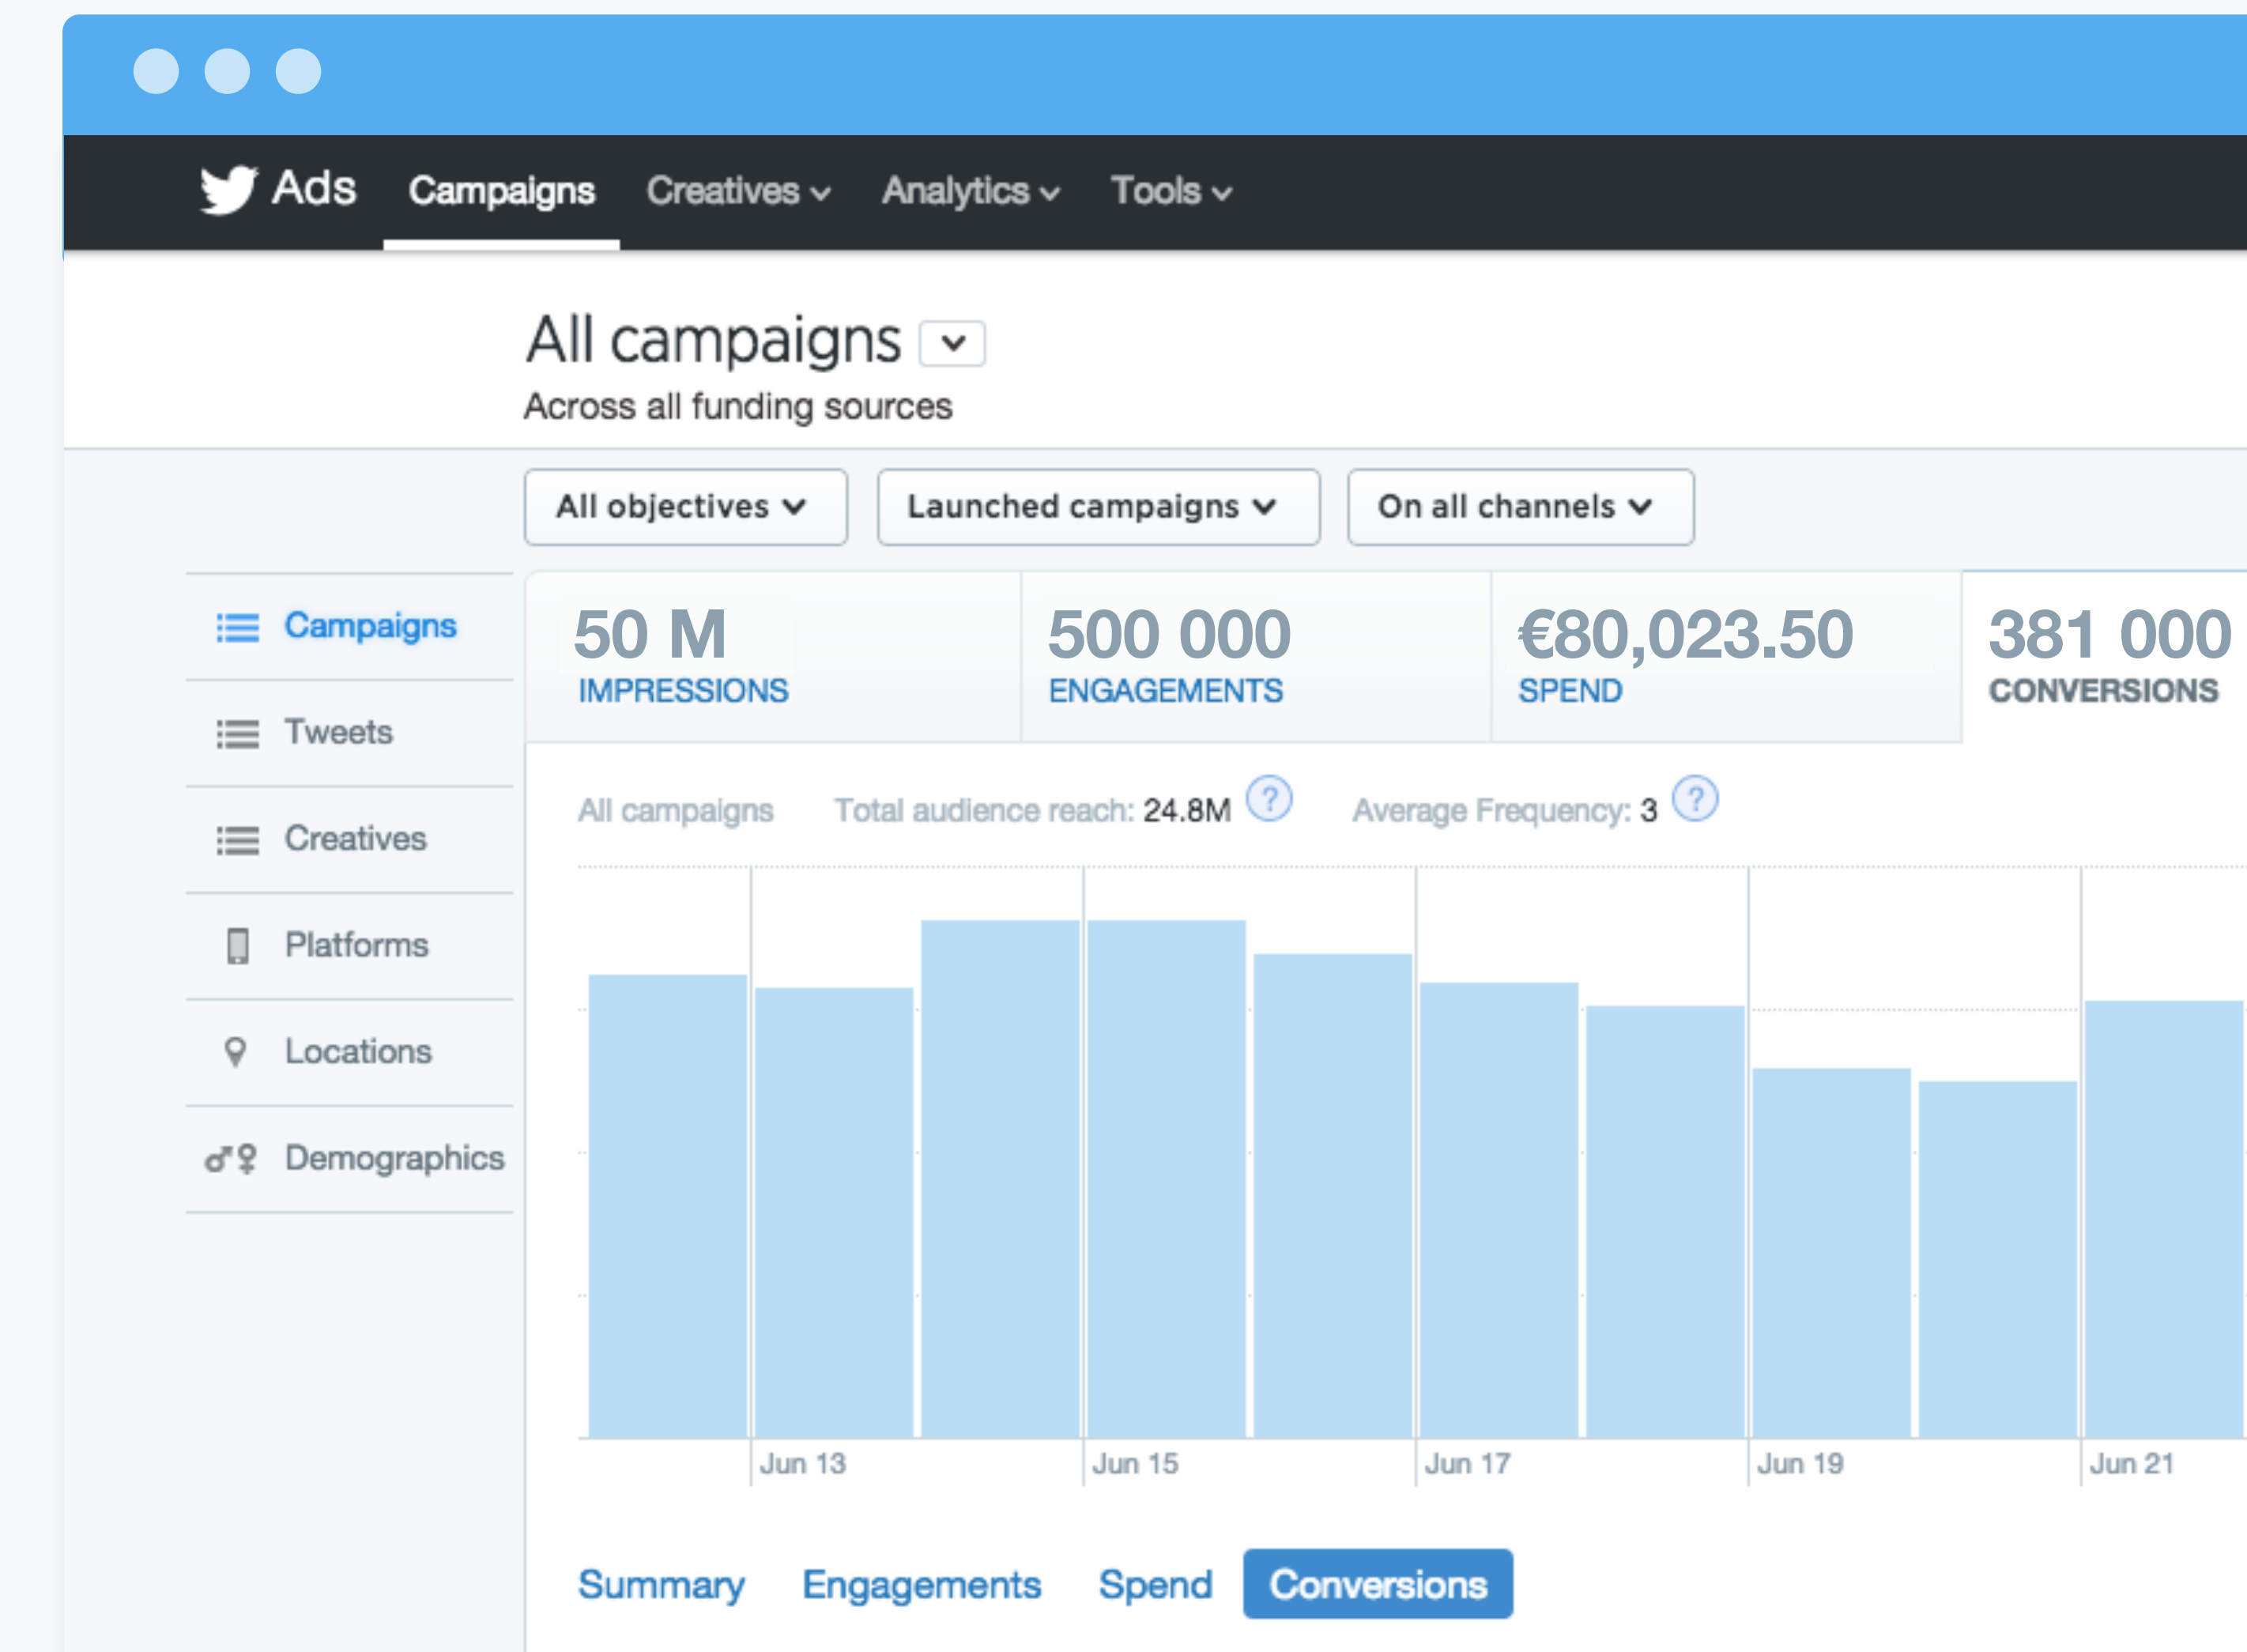 Ads Campaigns Creatives Analytics Tools
All campaigns
Across all funding sources
All objectives Launched campaigns On all channels
Campaigns
Tweets
Creatives
Platforms
Locations
Demographics
50 M 500 000 €80,023.50 381 000
IMPRESSIONS ENGAGEMENTS SPEND CONVERSIONS
All campaigns Total audience reach: 24.8M ? Average Frequency: 3 ?
Jun 13 Jun 15 Jun 17 Jun 19 Jun 21
Summary Engagements Spend Conversions